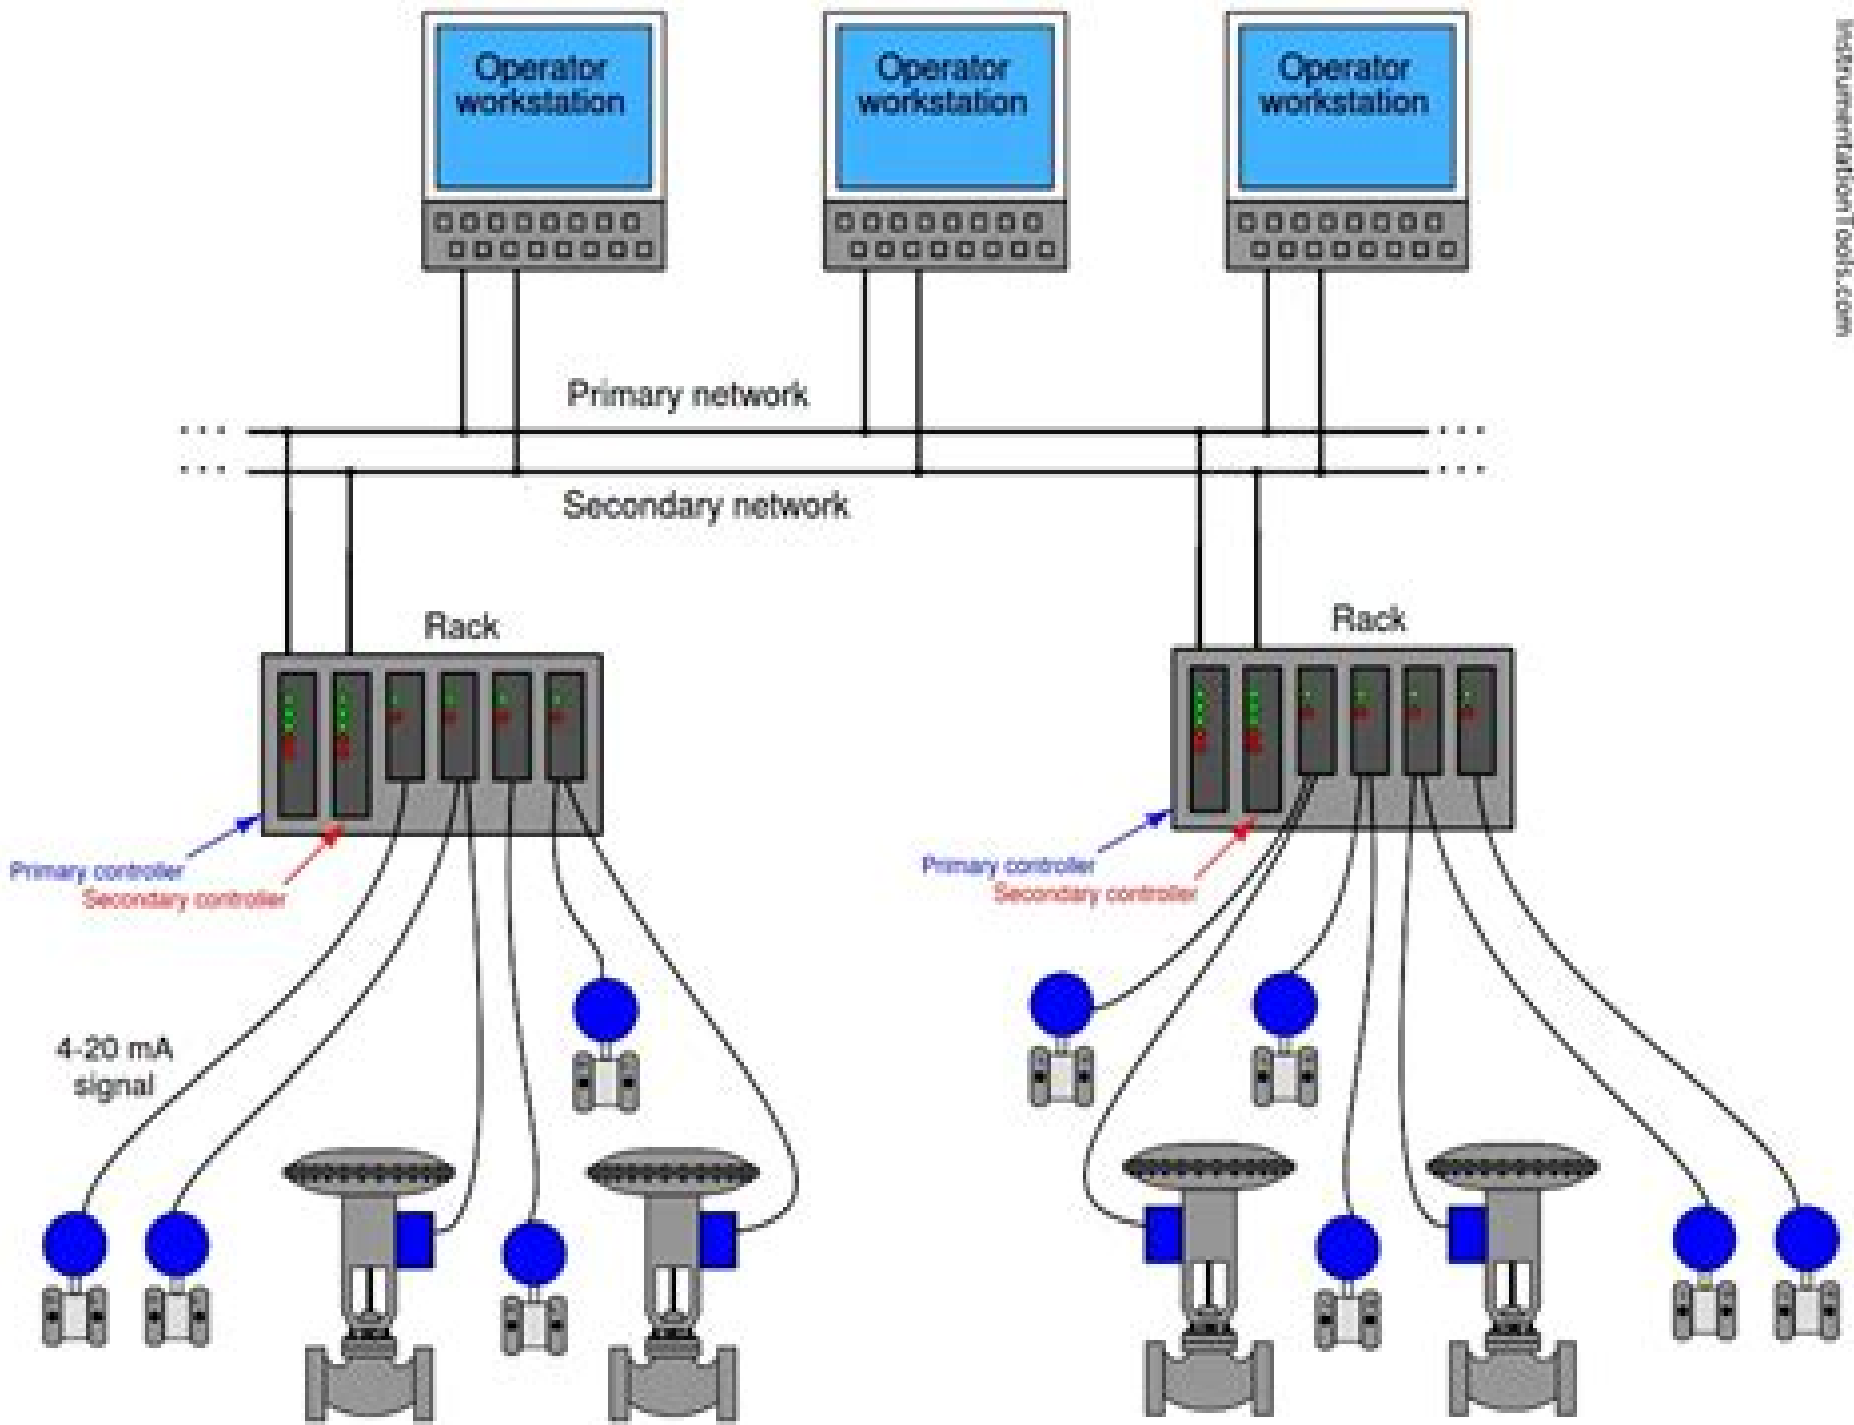 Operator
workstation
Operator
workstation
Operator
workstation
InstrumentationTools.com
Primary network
Secondary network
Rack
Rack
Primary controller
Secondary controller
Primary controller
Secondary controller
4-20 mA
signal